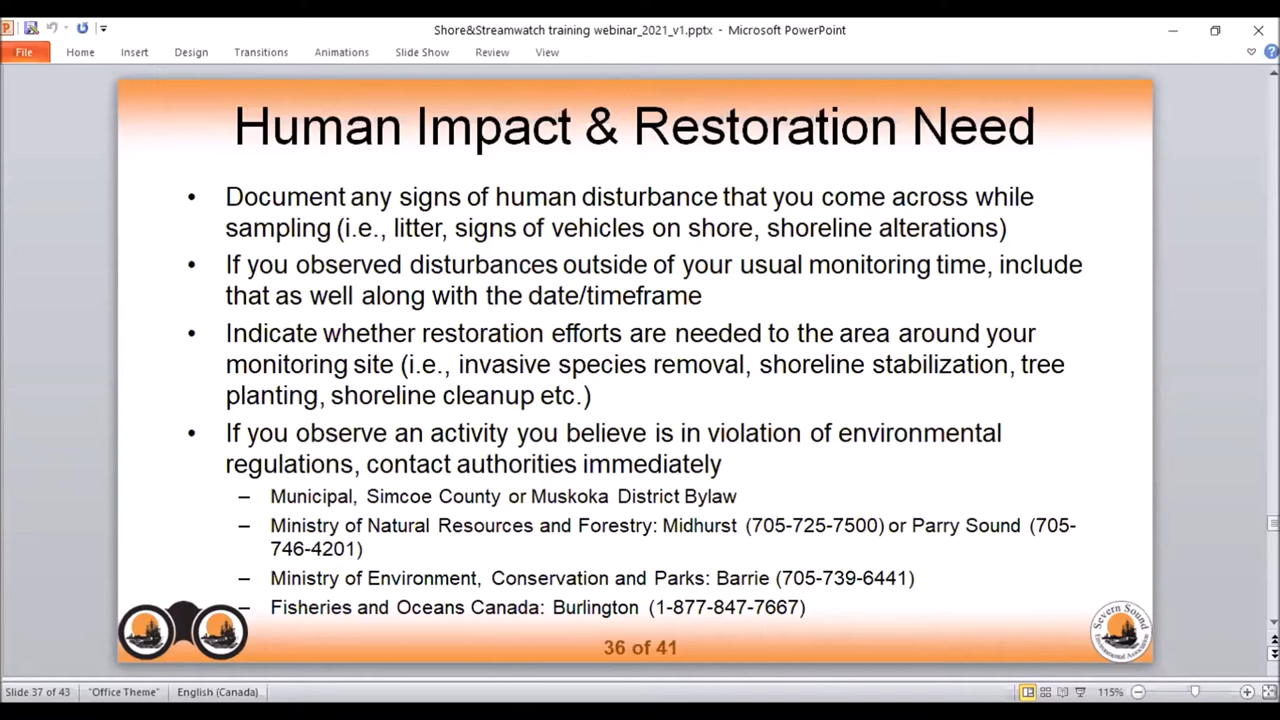 Shore&Streamwatch training webinar_2021_v1.pptx - Microsoft PowerPoint
File Home Insert Design Transitions Animations Slide Show Review View
Human Impact & Restoration Need
• Document any signs of human disturbance that you come across while
sampling (i.e., litter, signs of vehicles on shore, shoreline alterations)
• If you observed disturbances outside of your usual monitoring time, include
that as well along with the date/timeframe
• Indicate whether restoration efforts are needed to the area around your
monitoring site (i.e., invasive species removal, shoreline stabilization, tree
planting, shoreline cleanup etc.)
• If you observe an activity you believe is in violation of environmental
regulations, contact authorities immediately
– Municipal, Simcoe County or Muskoka District Bylaw
– Ministry of Natural Resources and Forestry: Midhurst (705-725-7500) or Parry Sound (705-
746-4201)
– Ministry of Environment, Conservation and Parks: Barrie (705-739-6441)
– Fisheries and Oceans Canada: Burlington (1-877-847-7667)
Severn Sound
Environmental Association
36 of 41
Slide 37 of 43 "Office Theme" English (Canada) 115%